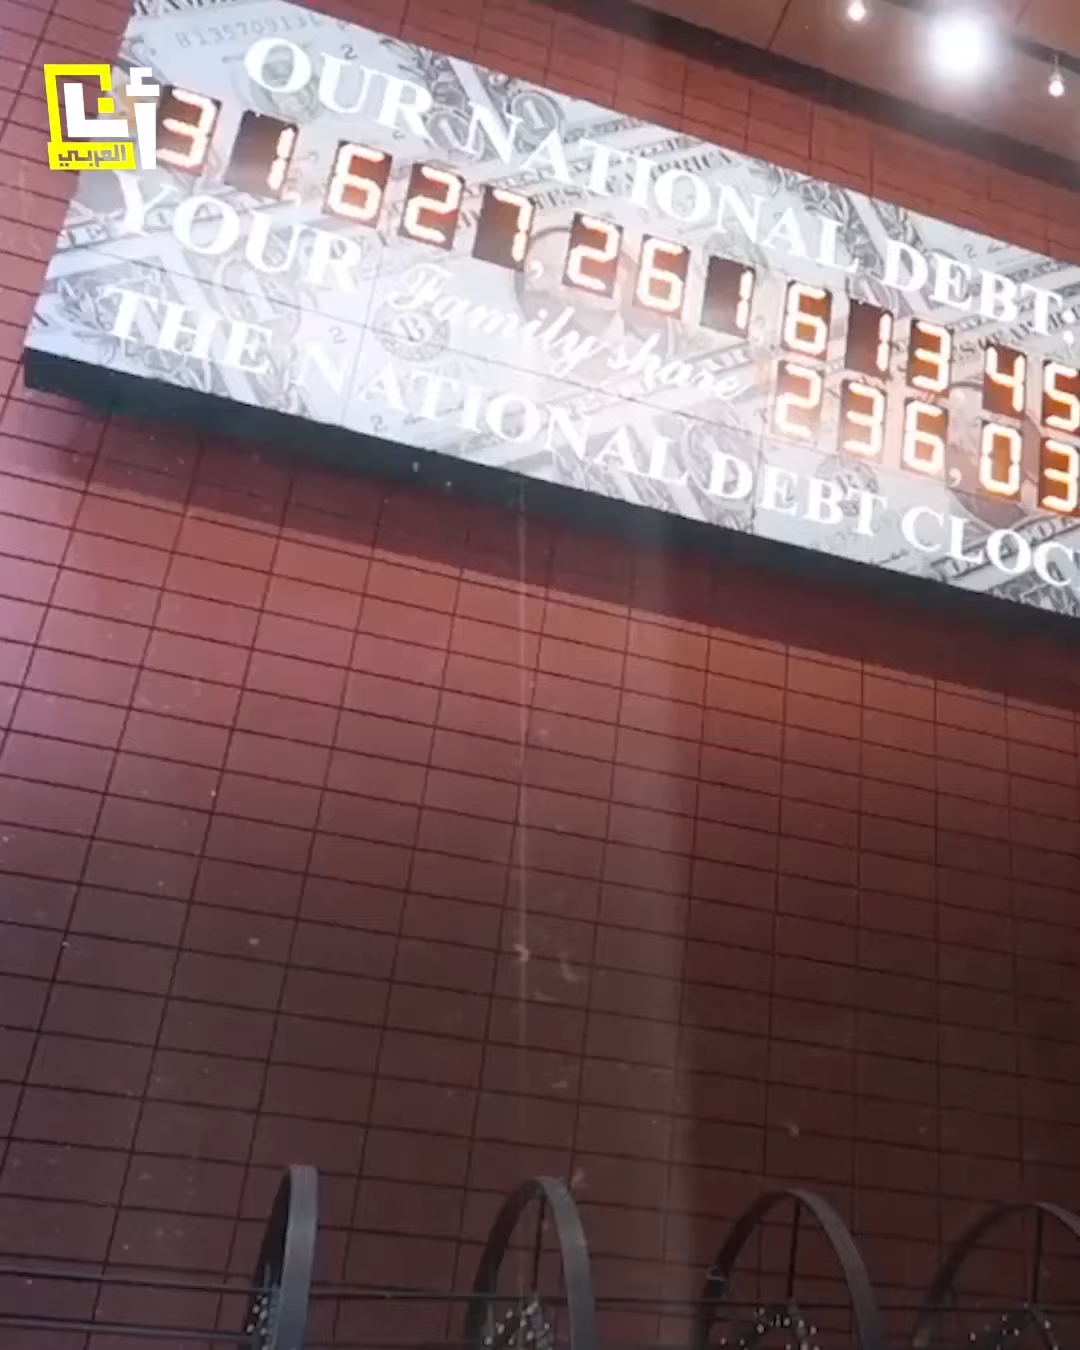 أنا
العربي
B1357091
OUR NATIONAL DEBT:
31,627,261,613,45
YOUR Family share 236,03
THE NATIONAL DEBT CLOC